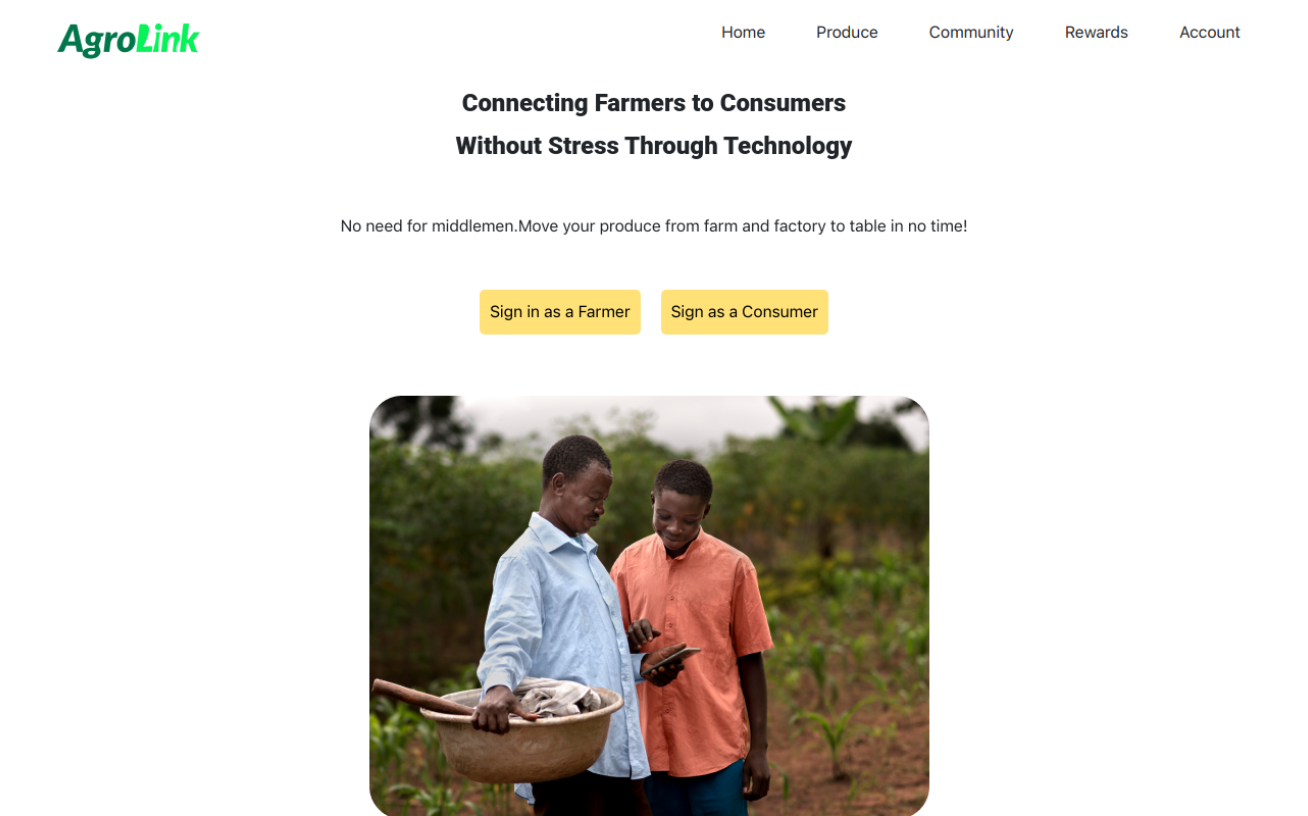 AgroLink
Home Produce Community Rewards Account
Connecting Farmers to Consumers
Without Stress Through Technology
No need for middlemen.Move your produce from farm and factory to table in no time!
Sign in as a Farmer Sign as a Consumer